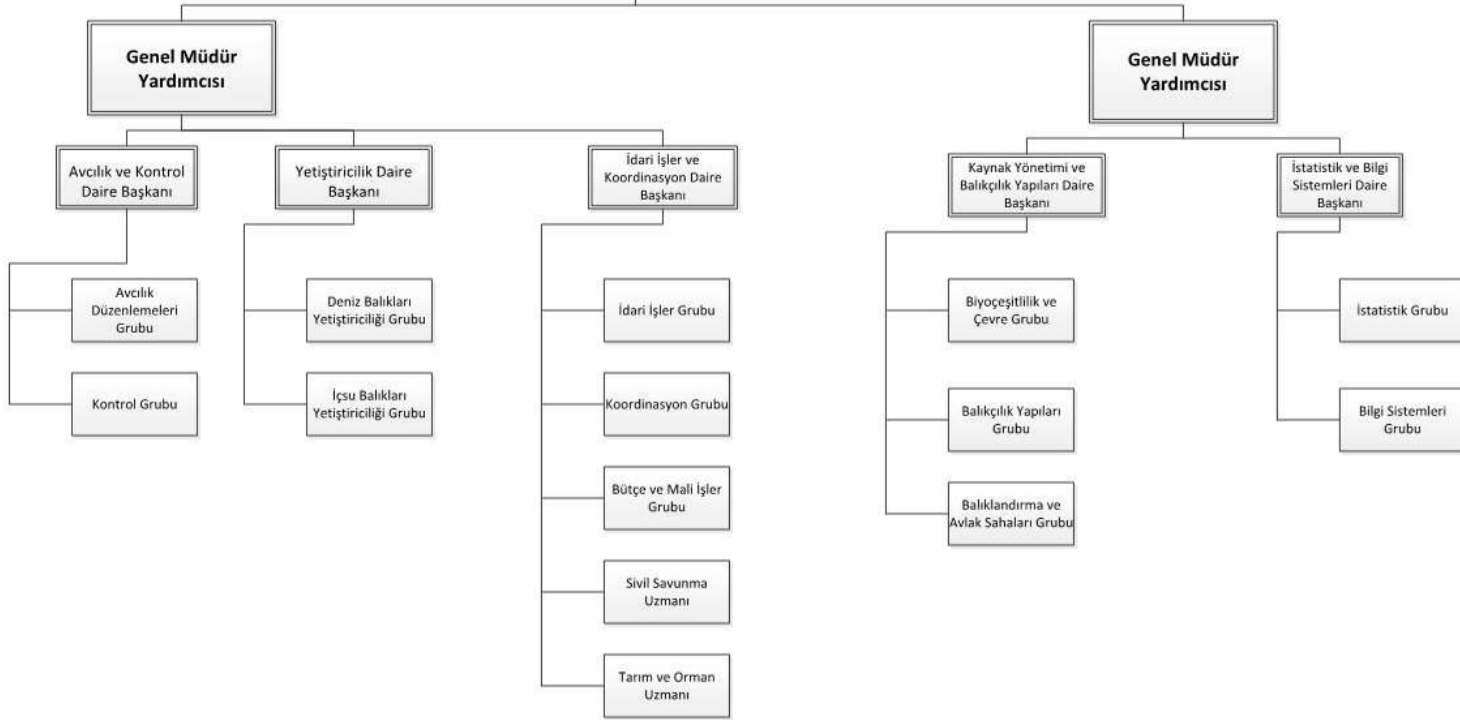 Genel Müdür
Yardımcısı
Genel Müdür
Yardımcısı
Avcılık ve Kontrol
Daire Başkanı
Yetiştiricilik Daire
Başkanı
İdari İşler ve
Koordinasyon Daire
Başkanı
Kaynak Yönetimi ve
Balıkçılık Yapıları Daire
Başkanı
İstatistik ve Bilgi
Sistemleri Daire
Başkanı
Avcılık
Düzenlemeleri
Grubu
Kontrol Grubu
Deniz Balıkları
Yetiştiriciliği Grubu
İçsu Balıkları
Yetiştiriciliği Grubu
İdari İşler Grubu
Koordinasyon Grubu
Bütçe ve Mali İşler
Grubu
Sivil Savunma
Uzmanı
Tarım ve Orman
Uzmanı
Biyoçeşitlilik ve
Çevre Grubu
Balıkçılık Yapıları
Grubu
Balıklandırma ve
Avlak Sahaları Grubu
İstatistik Grubu
Bilgi Sistemleri
Grubu